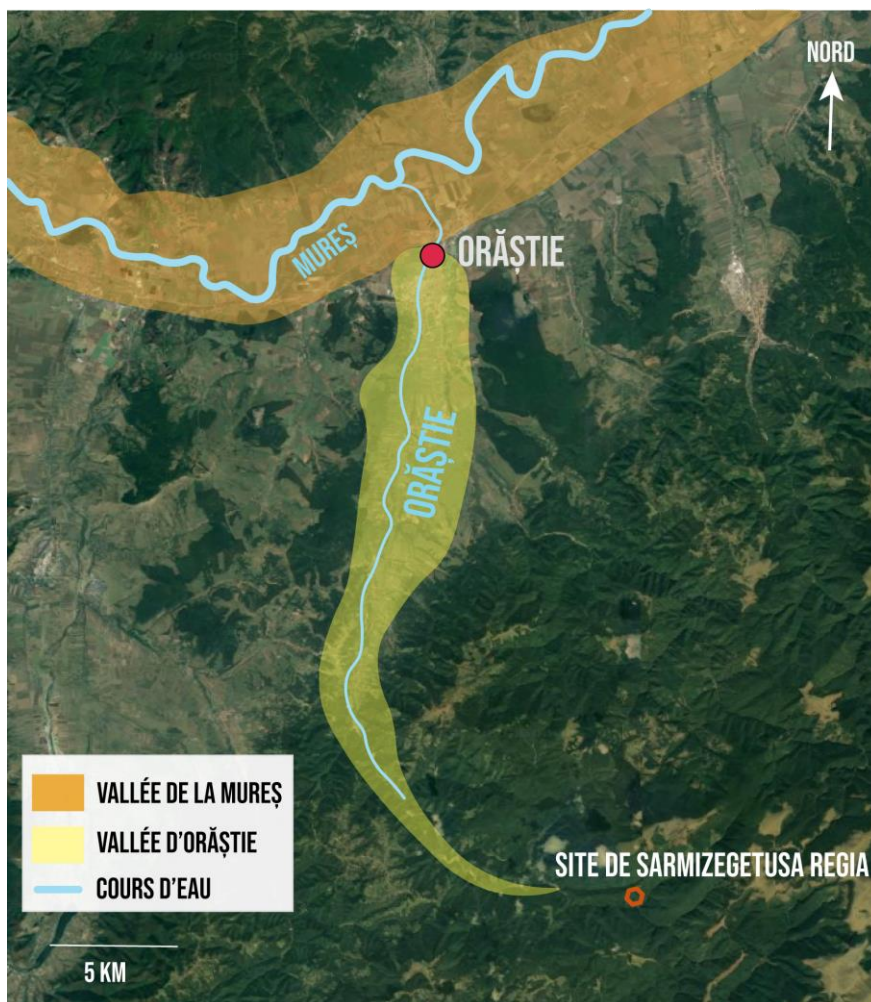 NORD
MUREȘ
ORĂȘTIE
ORĂȘTIE
VALLÉE DE LA MUREȘ
VALLÉE D'ORĂȘTIE
COURS D'EAU
SITE DE SARMIZEGETUSA REGIA
5 KM